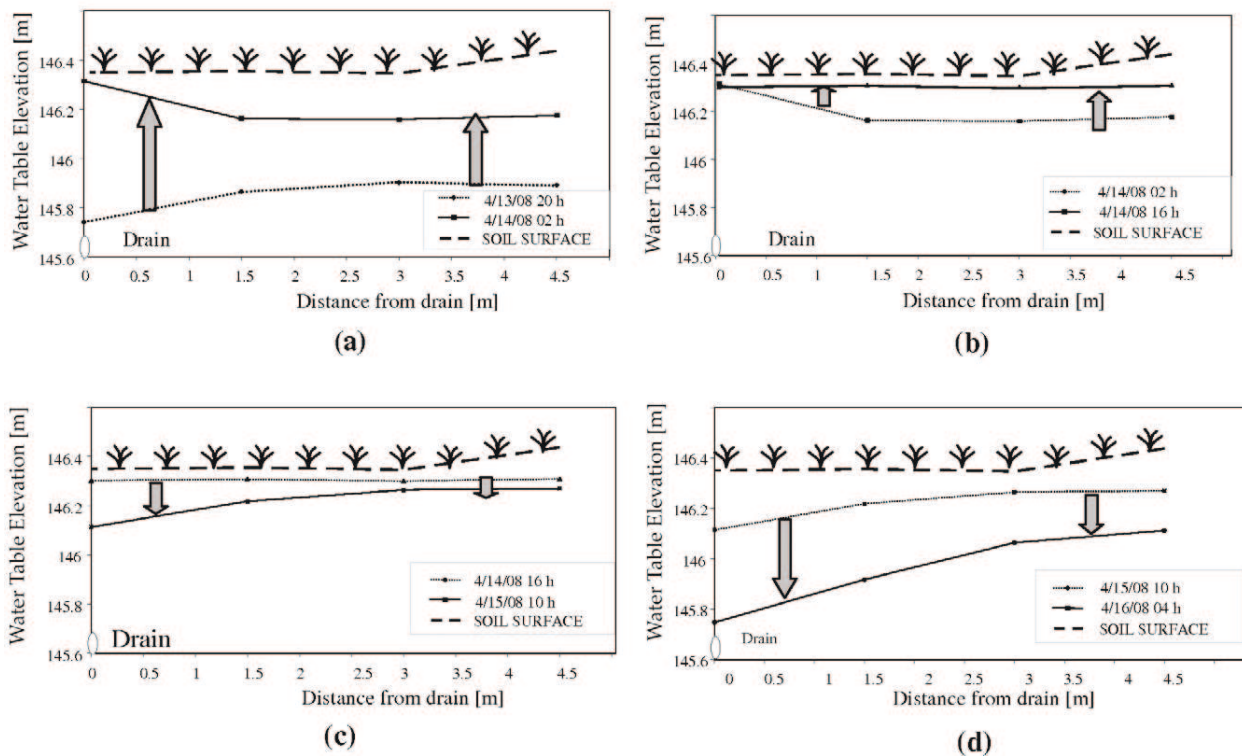 Water Table Elevation [m]
146.4
146.2
146
145.8
145.6
4/13/08 20 h
4/14/08 02 h
SOIL SURFACE
Drain
0 0.5 1 1.5 2 2.5 3 3.5 4 4.5
Distance from drain [m]
(a)
Water Table Elevation [m]
146.4
146.2
146
145.8
145.6
4/14/08 02 h
4/14/08 16 h
SOIL SURFACE
Drain
0 0.5 1 1.5 2 2.5 3 3.5 4 4.5
Distance from drain [m]
(b)
Water Table Elevation [m]
146.4
146.2
146
145.8
145.6
4/14/08 16 h
4/15/08 10 h
SOIL SURFACE
Drain
0 0.5 1 1.5 2 2.5 3 3.5 4 4.5
Distance from drain [m]
(c)
Water Table Elevation [m]
146.4
146.2
146
145.8
145.6
4/15/08 10 h
4/16/08 04 h
SOIL SURFACE
Drain
0 0.5 1 1.5 2 2.5 3 3.5 4 4.5
Distance from drain [m]
(d)